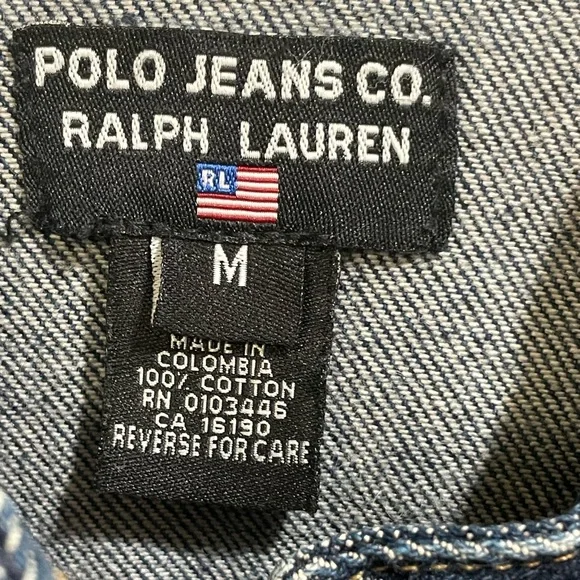 POLO JEANS CO.
RALPH LAUREN
RL
M
MADE IN
COLOMBIA
100% COTTON
RN 0103446
CA 16190
REVERSE FOR CARE